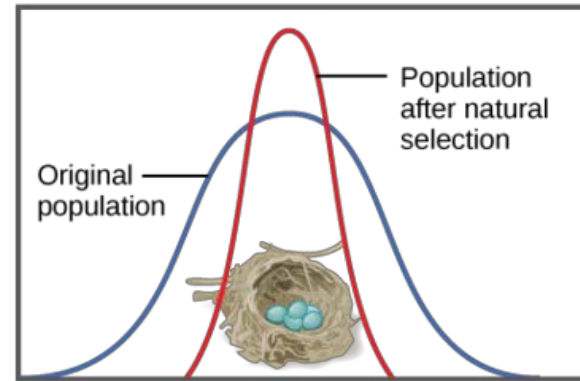 Population
after natural
selection
Original
population